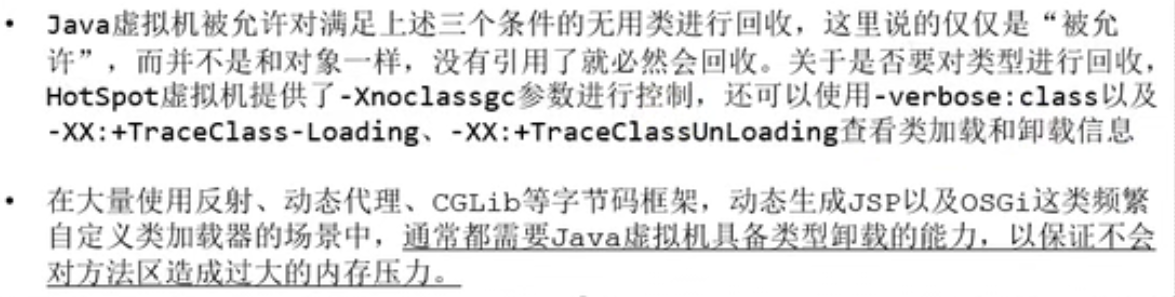 • Java虚拟机被允许对满足上述三个条件的无用类进行回收，这里说的仅仅是“被允
许”，而并不是和对象一样，没有引用了就必然会回收。关于是否要对类型进行回收，
HotSpot虚拟机提供了-Xnoclassgc参数进行控制，还可以使用-verbose:class以及
-XX:+TraceClass-Loading、-XX:+TraceClassUnLoading查看类加载和卸载信息
• 在大量使用反射、动态代理、CGLib等字节码框架，动态生成JSP以及OSGi这类频繁
自定义类加载器的场景中，通常都需要Java虚拟机具备类型卸载的能力，以保证不会
对方法区造成过大的内存压力。